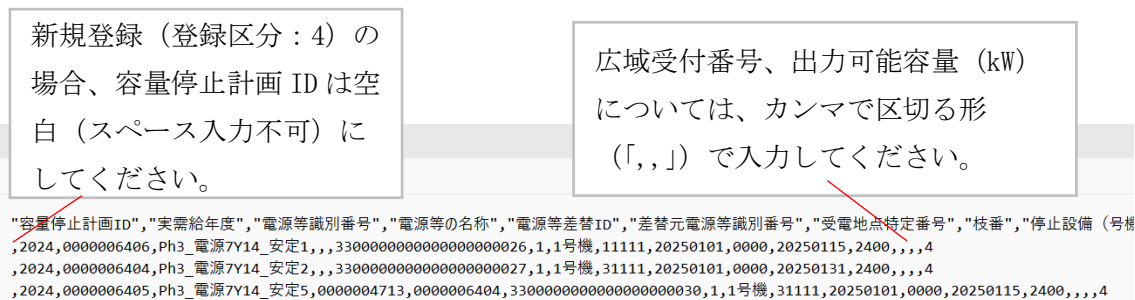 新規登録（登録区分：4）の
場合、容量停止計画 ID は空
白（スペース入力不可）に
してください。
広域受付番号、出力可能容量（kW）
については、カンマで区切る形
（「,,」）で入力してください。
"容量停止計画ID","実需給年度","電源等識別番号","電源等の名称","電源等差替ID","差替元電源等識別番号","受電地点特定番号","枝番","停止設備（号機
,2024,0000006406,Ph3_電源7Y14_安定1,,,3300000000000000000026,1,1号機,11111,20250101,0000,20250115,2400,,,,4
,2024,0000006404,Ph3_電源7Y14_安定2,,,3300000000000000000027,1,1号機,31111,20250101,0000,20250131,2400,,,,4
,2024,0000006405,Ph3_電源7Y14_安定5,0000004713,0000006404,3300000000000000000030,1,1号機,31111,20250101,0000,20250115,2400,,,,4